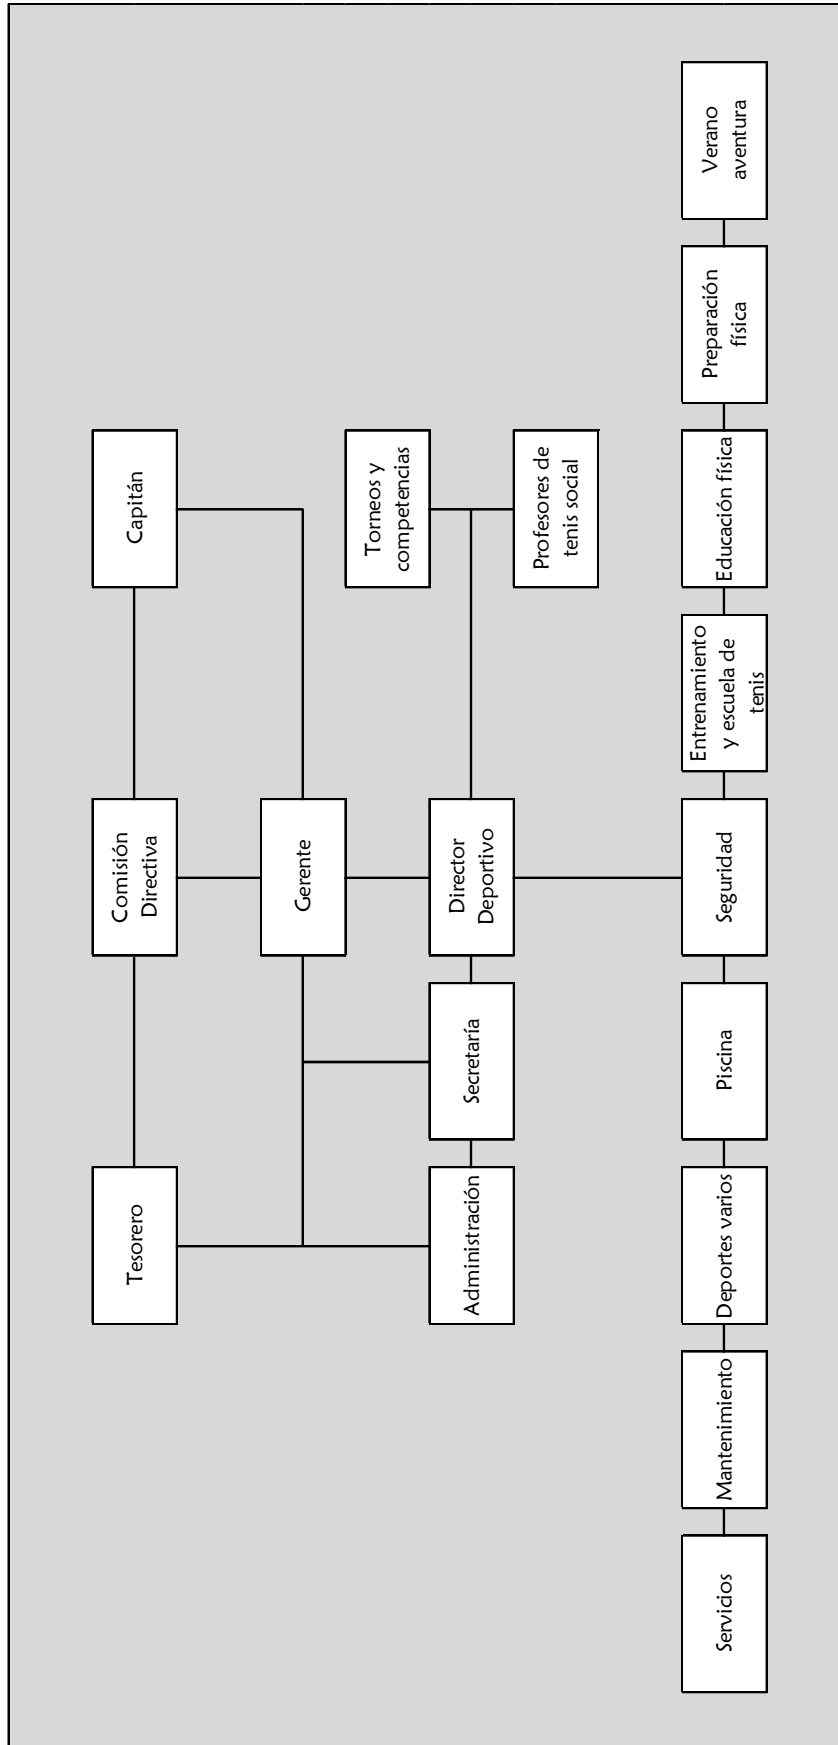 Tesorero
Comisión
Directiva
Capitán
Gerente
Torneos y
competencias
Administración
Secretaría
Director
Deportivo
Profesores de
tenis social
Servicios
Mantenimiento
Deportes varios
Piscina
Seguridad
Entrenamiento
y escuela de
tenis
Educación física
Preparación
física
Verano
aventura